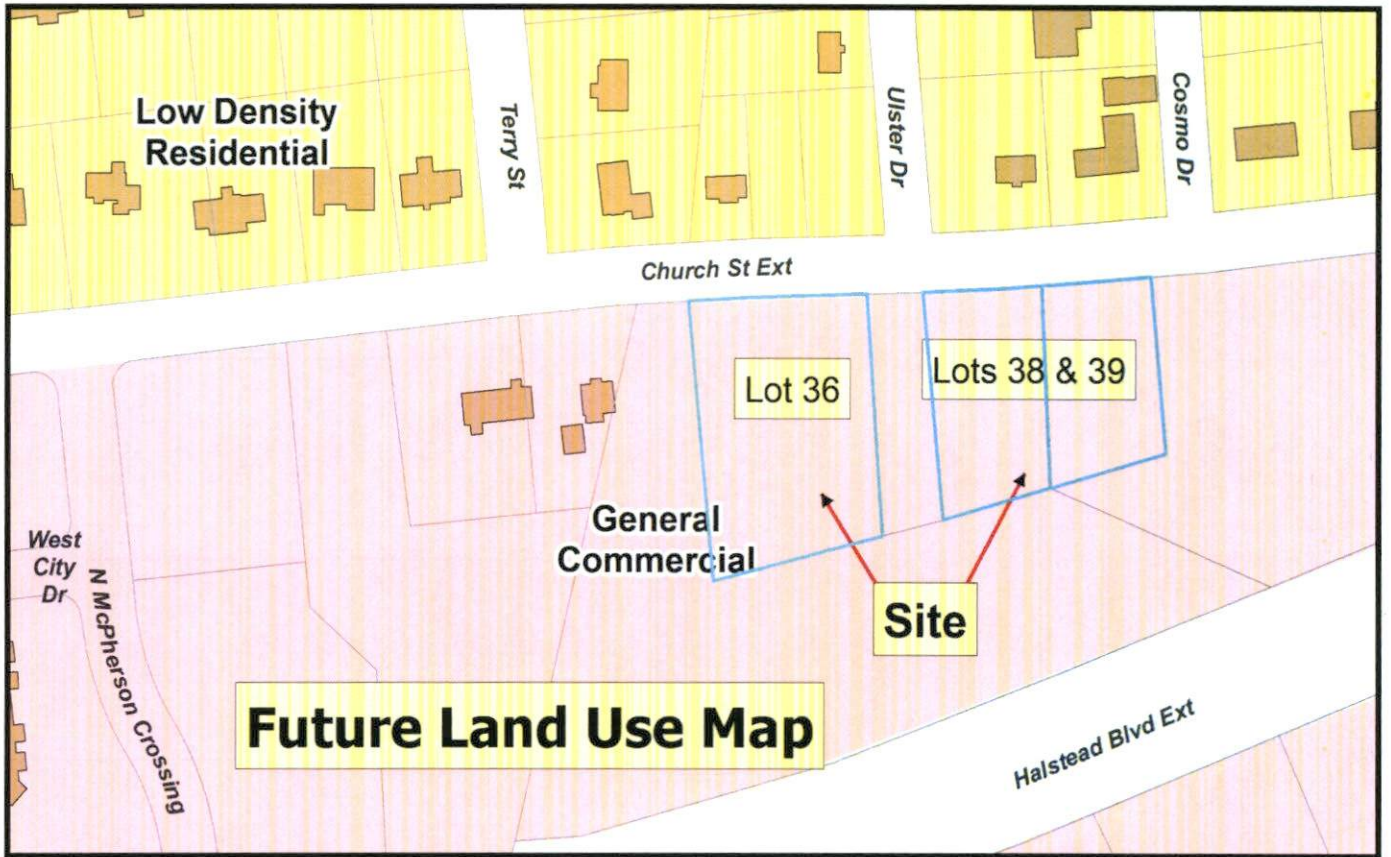 Low Density
Residential
Terry St
Ulster Dr
Cosmo Dr
Church St Ext
Lot 36
Lots 38 & 39
General
Commercial
West
City
Dr
N McPherson Crossing
Site
Future Land Use Map
Halstead Blvd Ext